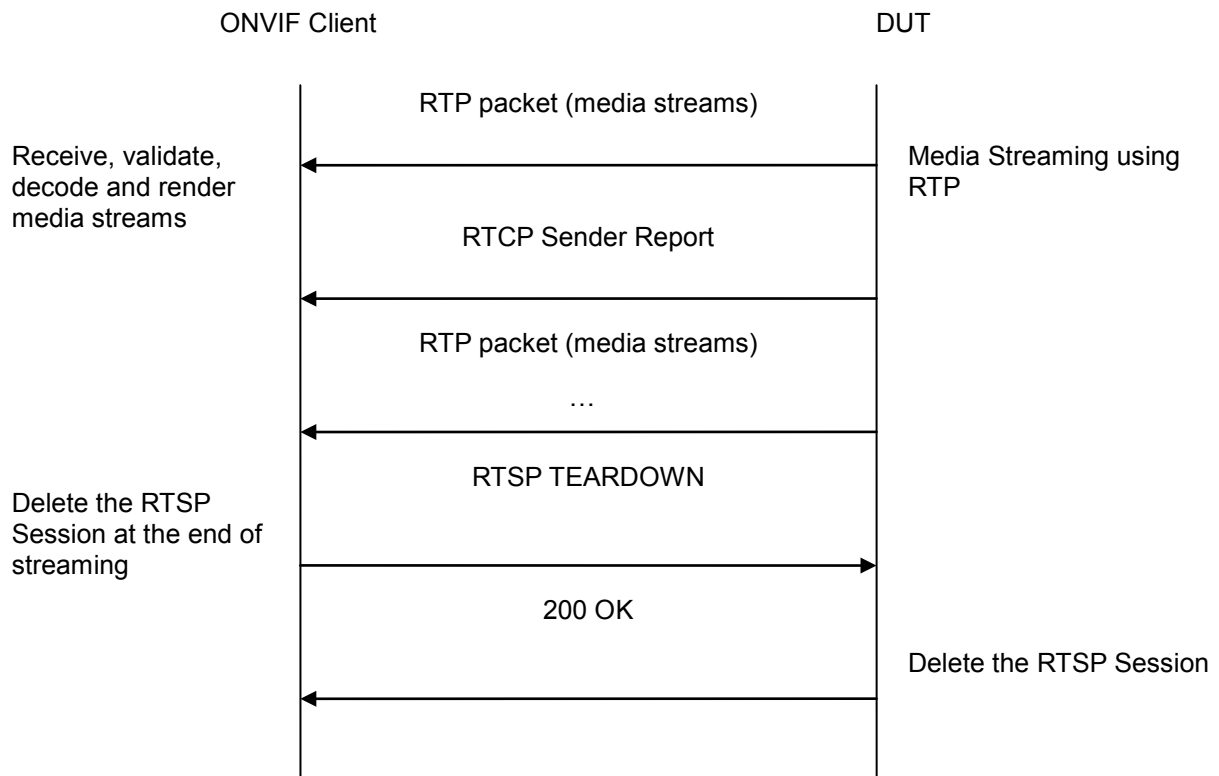 ONVIF Client
DUT
RTP packet (media streams)
Receive, validate,
decode and render
media streams
Media Streaming using
RTP
RTCP Sender Report
RTP packet (media streams)
…
RTSP TEARDOWN
Delete the RTSP
Session at the end of
streaming
200 OK
Delete the RTSP Session